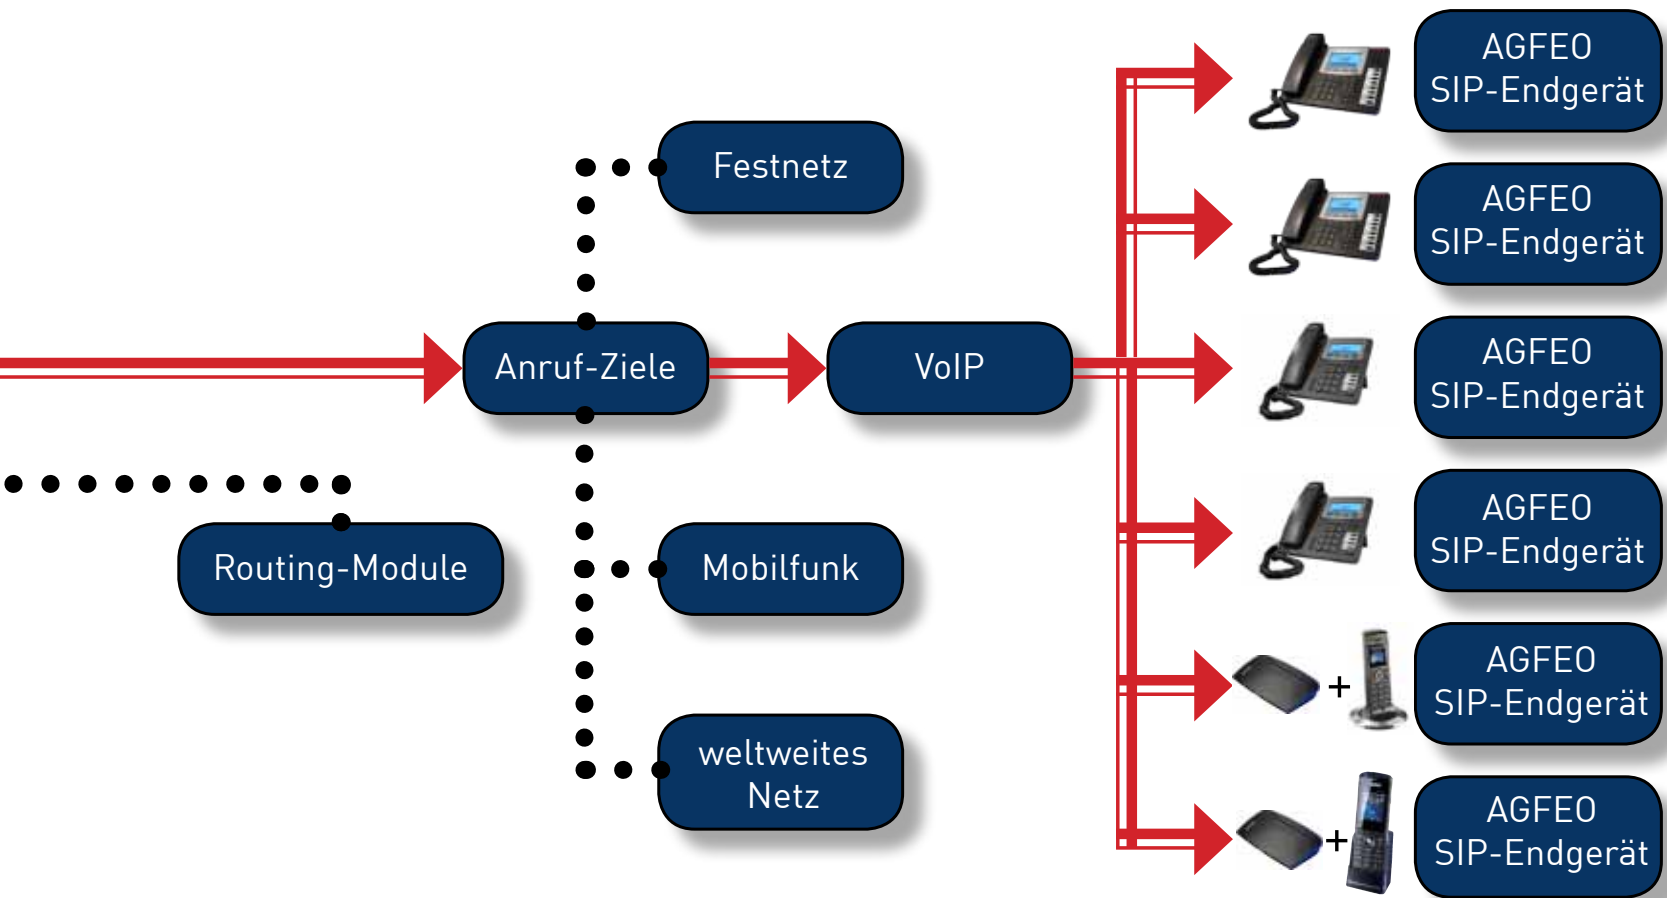 Festnetz
Anruf-Ziele
VoIP
Routing-Module
Mobilfunk
weltweites
Netz
AGFEO
SIP-Endgerät
AGFEO
SIP-Endgerät
AGFEO
SIP-Endgerät
AGFEO
SIP-Endgerät
+
AGFEO
SIP-Endgerät
+
AGFEO
SIP-Endgerät